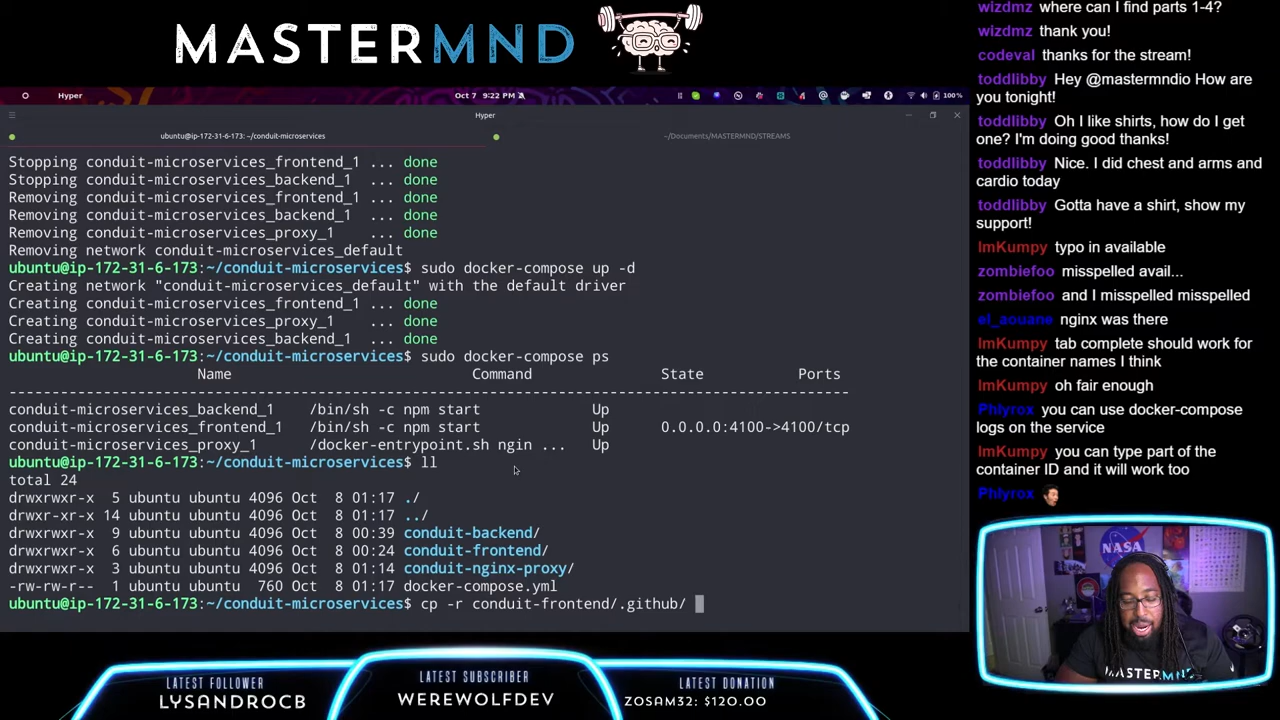 MASTERMND
Hyper
Oct 7 9:22 PM
100%
Hyper
ubuntu@ip-172-31-6-173: ~/conduit-microservices
~/Documents/MASTERMND/STREAMS
Stopping conduit-microservices_frontend_1 ... done
Stopping conduit-microservices_backend_1 ... done
Removing conduit-microservices_frontend_1 ... done
Removing conduit-microservices_backend_1 ... done
Removing conduit-microservices_proxy_1 ... done
Removing network conduit-microservices_default
ubuntu@ip-172-31-6-173:~/conduit-microservices$ sudo docker-compose up -d
Creating network "conduit-microservices_default" with the default driver
Creating conduit-microservices_frontend_1 ... done
Creating conduit-microservices_proxy_1 ... done
Creating conduit-microservices_backend_1 ... done
ubuntu@ip-172-31-6-173:~/conduit-microservices$ sudo docker-compose ps
Name Command State Ports
--------------------------------------------------------------------------------
conduit-microservices_backend_1 /bin/sh -c npm start Up
conduit-microservices_frontend_1 /bin/sh -c npm start Up 0.0.0.0:4100->4100/tcp
conduit-microservices_proxy_1 /docker-entrypoint.sh ngin ... Up
ubuntu@ip-172-31-6-173:~/conduit-microservices$ ll
total 24
drwxrwxr-x 5 ubuntu ubuntu 4096 Oct 8 01:17 ./
drwxr-xr-x 14 ubuntu ubuntu 4096 Oct 8 01:17 ../
drwxrwxr-x 9 ubuntu ubuntu 4096 Oct 8 00:39 conduit-backend/
drwxrwxr-x 6 ubuntu ubuntu 4096 Oct 8 00:24 conduit-frontend/
drwxrwxr-x 3 ubuntu ubuntu 4096 Oct 8 01:14 conduit-nginx-proxy/
-rw-rw-r-- 1 ubuntu ubuntu 760 Oct 8 01:17 docker-compose.yml
ubuntu@ip-172-31-6-173:~/conduit-microservices$ cp -r conduit-frontend/.github/
wizdmz where can I find parts 1-4?
wizdmz thank you!
codeval thanks for the stream!
toddlibby Hey @mastermndio How are
you tonight!
toddlibby Oh I like shirts, how do I get
one? I'm doing good thanks!
toddlibby Nice. I did chest and arms and
cardio today
toddlibby Gotta have a shirt, show my
support!
ImKumpy typo in available
zombiefoo misspelled avail...
zombiefoo and I misspelled misspelled
el_aouane nginx was there
ImKumpy tab complete should work for
the container names I think
ImKumpy oh fair enough
Phlyrox you can use docker-compose
logs on the service
ImKumpy you can type part of the
container ID and it will work too
Phlyrox
NASA
MASTERMND
LATEST FOLLOWER
LYSANDROCB
LATEST SUBSCRIBER
WEREWOLFDEV
LATEST DONATION
ZOSAM32: $120.00